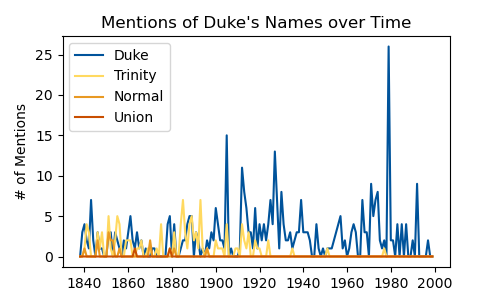 Mentions of Duke's Names over Time
# of Mentions
25
20
15
10
5
0
Duke
Trinity
Normal
Union
1840 1860 1880 1900 1920 1940 1960 1980 2000